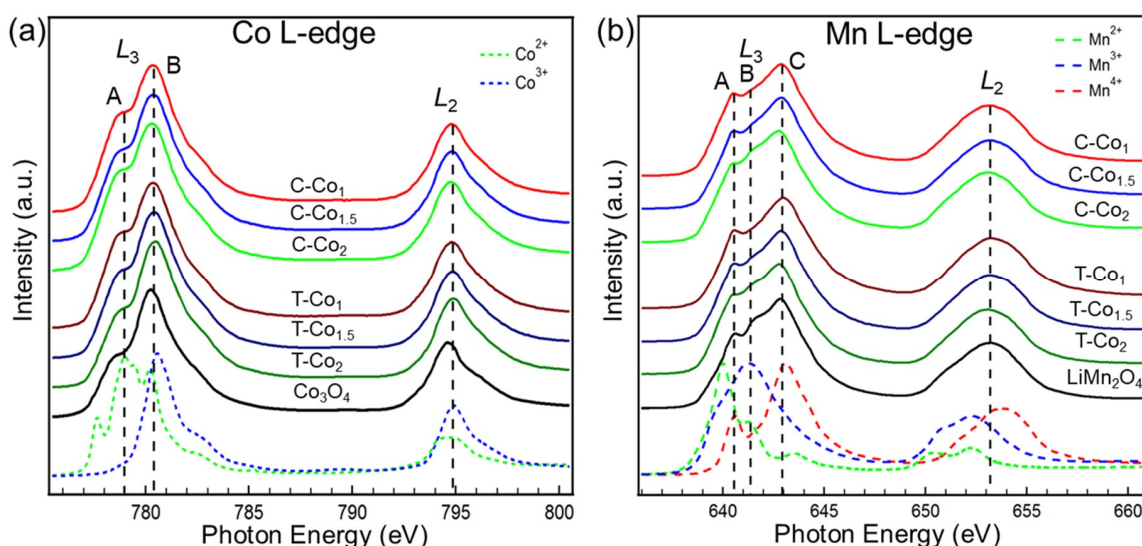 (a) Co L-edge
L3
A B
L2
Co2+
Co3+
C-Co1
C-Co1.5
C-Co2
T-Co1
T-Co1.5
T-Co2
Co3O4
Intensity (a.u.)
780 785 790 795 800
Photon Energy (eV)
(b) Mn L-edge
L3
A B C
L2
Mn2+
Mn3+
Mn4+
C-Co1
C-Co1.5
C-Co2
T-Co1
T-Co1.5
T-Co2
LiMn2O4
Intensity (a.u.)
640 645 650 655 660
Photon Energy (eV)